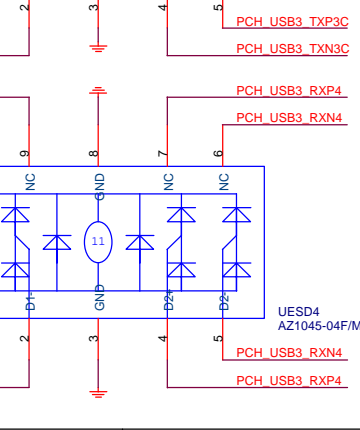 2 3 4 5
PCH_USB3_TXP3C
PCH_USB3_TXN3C
PCH_USB3_RXP4
PCH_USB3_RXN4
9 8 7 6
NC GND NC NC
11
D1- GND D2+ D2-
UESD4
AZ1045-04F/M
2 3 4 5
PCH_USB3_RXN4
PCH_USB3_RXP4